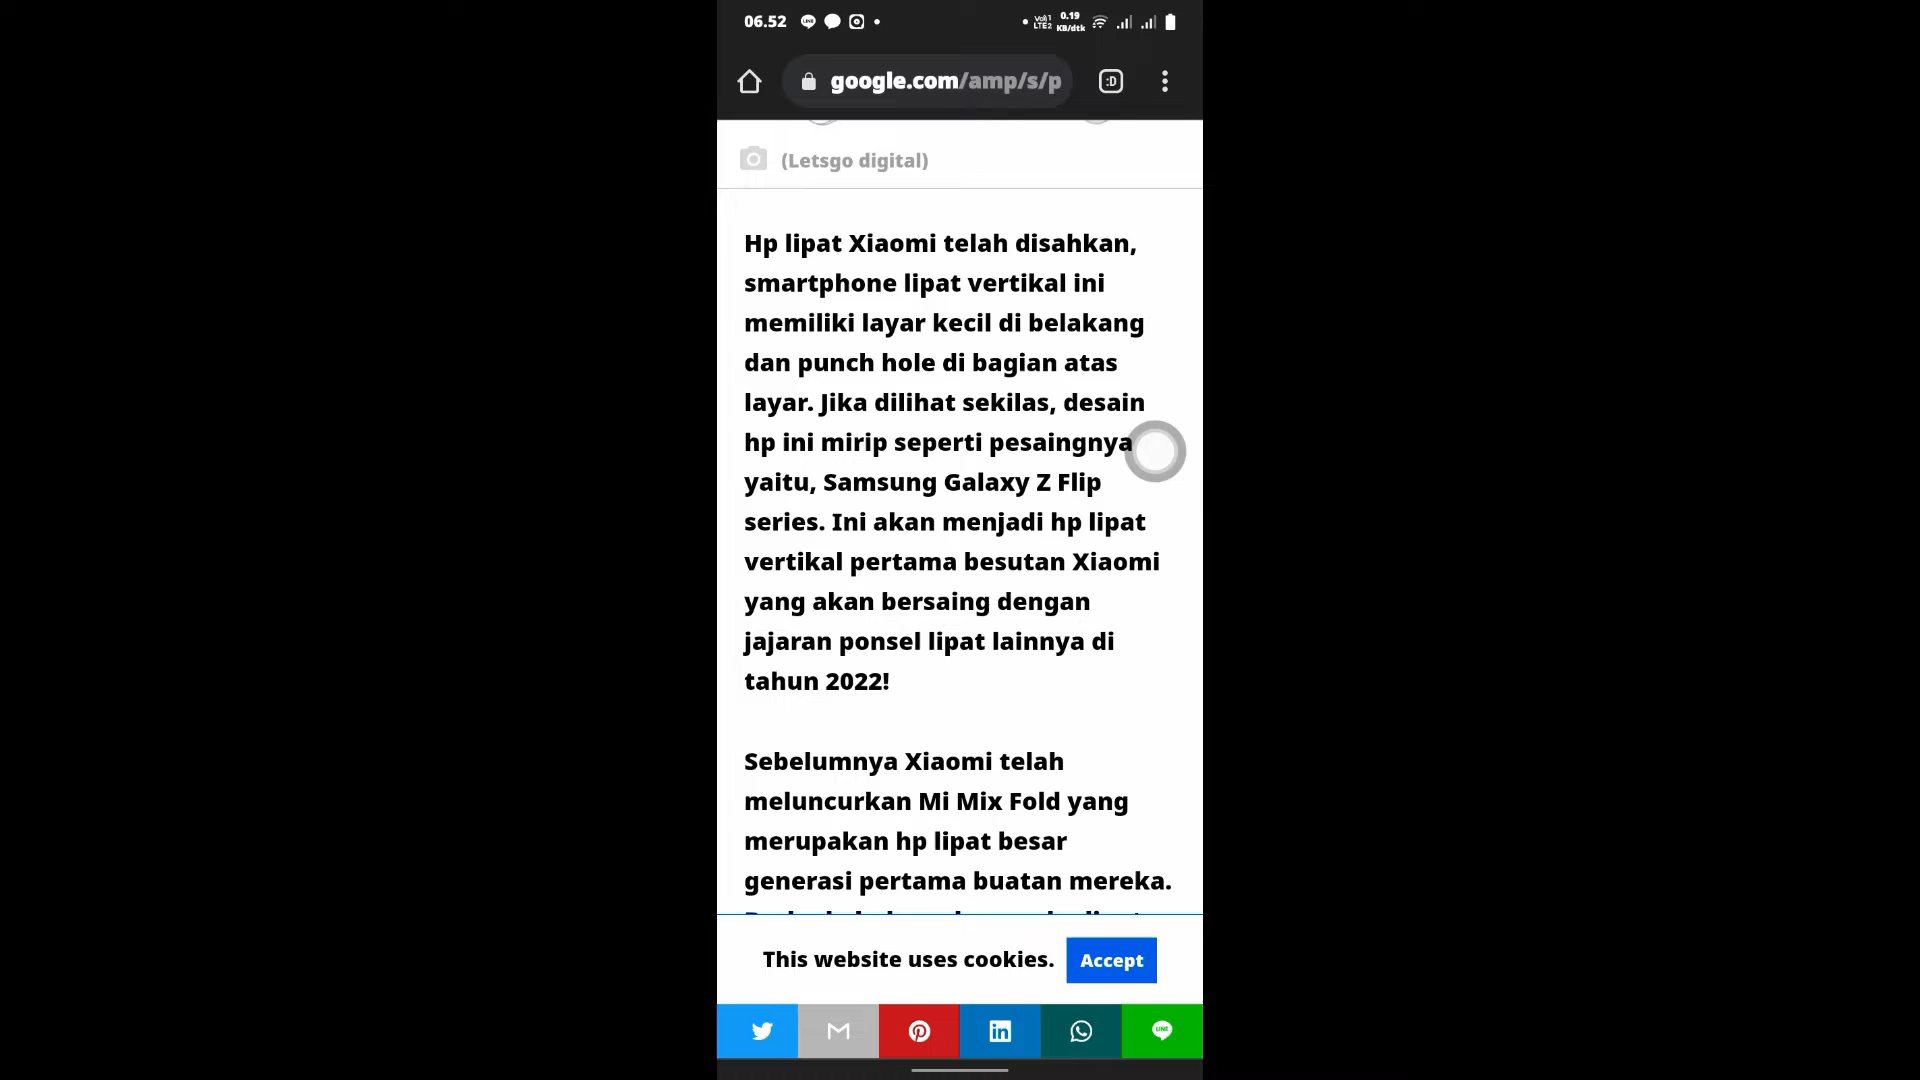 06.52
0.19
KB/dtk
google.com/amp/s/p
:D
(Letsgo digital)
Hp lipat Xiaomi telah disahkan,
smartphone lipat vertikal ini
memiliki layar kecil di belakang
dan punch hole di bagian atas
layar. Jika dilihat sekilas, desain
hp ini mirip seperti pesaingnya
yaitu, Samsung Galaxy Z Flip
series. Ini akan menjadi hp lipat
vertikal pertama besutan Xiaomi
yang akan bersaing dengan
jajaran ponsel lipat lainnya di
tahun 2022!
Sebelumnya Xiaomi telah
meluncurkan Mi Mix Fold yang
merupakan hp lipat besar
generasi pertama buatan mereka.
This website uses cookies.
Accept